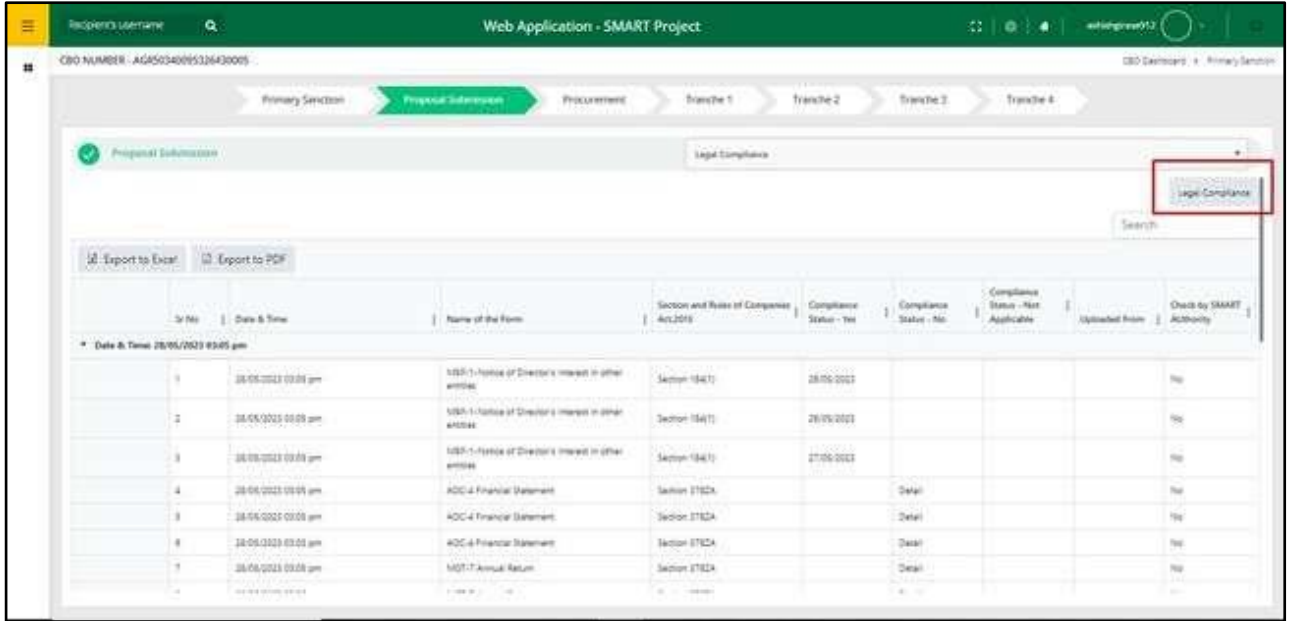 Recipient's username
Web Application - SMART Project
CBO NUMBER -
CBO Dashboard Primary Sanction
Primary Sanction Proposal Submission Procurement Tranche 1 Tranche 2 Tranche 3 Tranche 4
Proposal Submission
Legal Compliance
Legal Compliance
Search
Export to Excel Export to PDF
Sr No Date & Time Name of the Form Section and Rules of Companies Act,2013 Compliance Status - Yes Compliance Status - No Compliance Status - Not Applicable Uploaded From Check by SMART Authority
Date & Time: 28/05/2023 03:05 pm
1 28/05/2023 03:05 pm MBP-1-Notice of Director's interest in other entities Section 184(1) 28/05/2023 No
2 28/05/2023 03:05 pm MBP-1-Notice of Director's interest in other entities Section 184(1) 28/05/2023 No
3 28/05/2023 03:05 pm MBP-1-Notice of Director's interest in other entities Section 184(1) 27/05/2023 No
4 28/05/2023 03:05 pm AOC-4 Financial Statement Section 378ZA Detail No
5 28/05/2023 03:05 pm AOC-4 Financial Statement Section 378ZA Detail No
6 28/05/2023 03:05 pm AOC-4 Financial Statement Section 378ZA Detail No
7 28/05/2023 03:05 pm MGT-7 Annual Return Section 378ZA Detail No